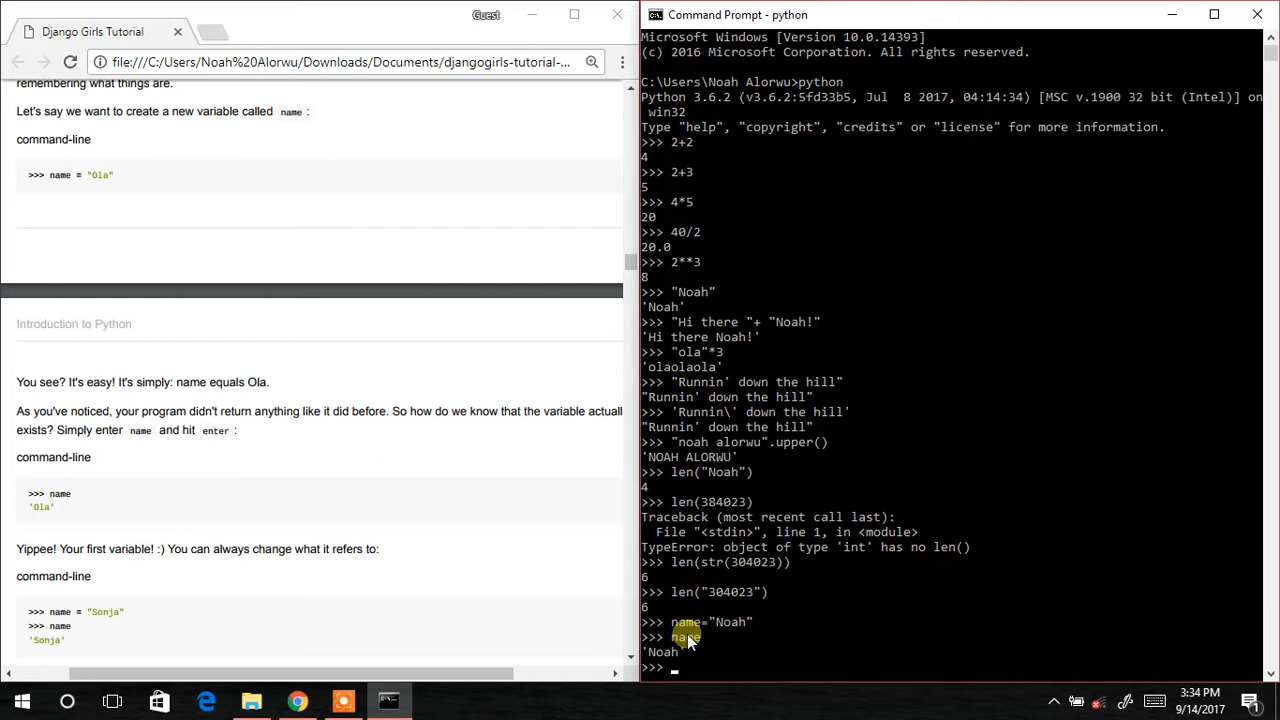 Django Girls Tutorial
Guest
file:///C:/Users/Noah%20Alorwu/Downloads/Documents/djangogirls-tutorial-...
remembering what things are.
Let's say we want to create a new variable called name :
command-line
>>> name = "Ola"
Introduction to Python
You see? It's easy! It's simply: name equals Ola.
As you've noticed, your program didn't return anything like it did before. So how do we know that the variable actuall
exists? Simply enter name and hit enter :
command-line
>>> name
'Ola'
Yippee! Your first variable! :) You can always change what it refers to:
command-line
>>> name = "Sonja"
>>> name
'Sonja'
Command Prompt - python
Microsoft Windows [Version 10.0.14393]
(c) 2016 Microsoft Corporation. All rights reserved.
C:\Users\Noah Alorwu>python
Python 3.6.2 (v3.6.2:5fd33b5, Jul  8 2017, 04:14:34) [MSC v.1900 32 bit (Intel)] on
win32
Type "help", "copyright", "credits" or "license" for more information.
>>> 2+2
4
>>> 2+3
5
>>> 4*5
20
>>> 40/2
20.0
>>> 2**3
8
>>> "Noah"
'Noah'
>>> "Hi there "+ "Noah!"
'Hi there Noah!'
>>> "ola"*3
'olaolaola'
>>> "Runnin' down the hill"
"Runnin' down the hill"
>>> 'Runnin\' down the hill'
"Runnin' down the hill"
>>> "noah alorwu".upper()
'NOAH ALORWU'
>>> len("Noah")
4
>>> len(384023)
Traceback (most recent call last):
  File "<stdin>", line 1, in <module>
TypeError: object of type 'int' has no len()
>>> len(str(304023))
6
>>> len("304023")
6
>>> name="Noah"
>>> name
'Noah'
>>> _
3:34 PM
9/14/2017
1